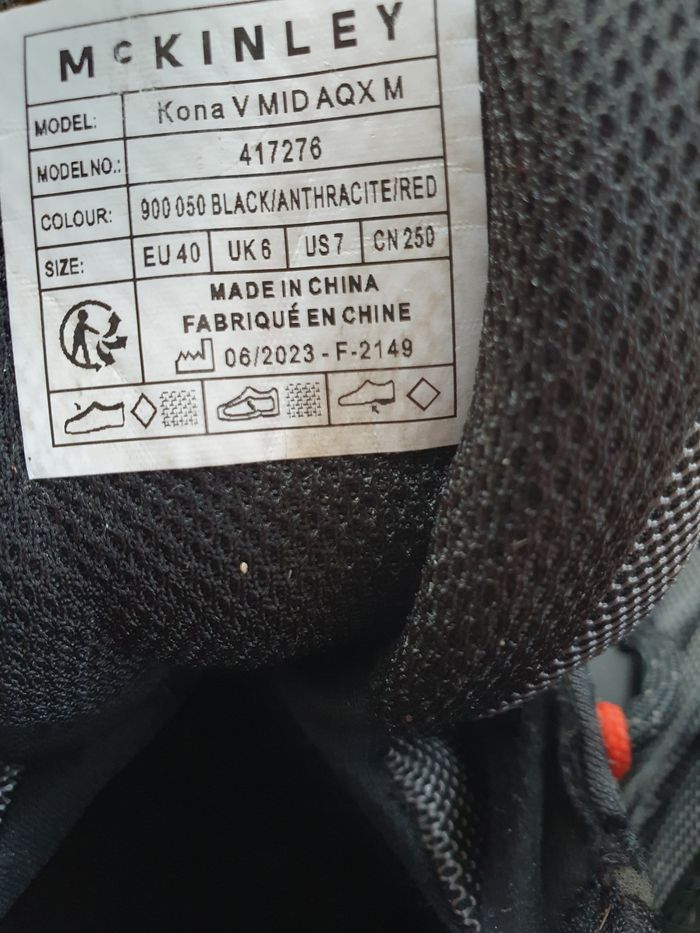 McKINLEY
MODEL: Kona V MID AQX M
MODEL NO.: 417276
COLOUR: 900 050 BLACK/ANTHRACITE/RED
SIZE: EU 40 UK 6 US 7 CN 250
MADE IN CHINA
FABRIQUÉ EN CHINE
06/2023 - F-2149